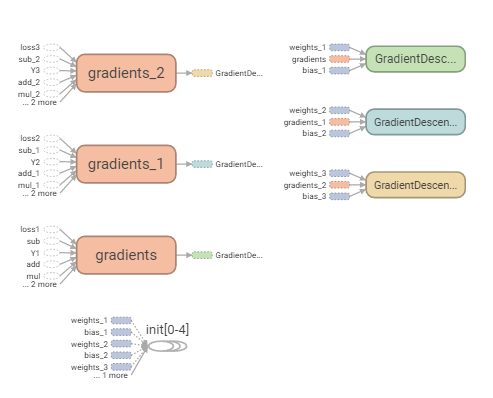 loss3
sub_2
Y3
add_2
mul_2
... 2 more
gradients_2
GradientDe...
weights_1
gradients
bias_1
GradientDesc...
loss2
sub_1
Y2
add_1
mul_1
... 2 more
gradients_1
GradientDe...
weights_2
gradients_1
bias_2
GradientDescen...
weights_3
gradients_2
bias_3
GradientDescen...
loss1
sub
Y1
add
mul
... 2 more
gradients
GradientDe...
weights_1
bias_1
weights_2
bias_2
weights_3
... 1 more
init[0-4]